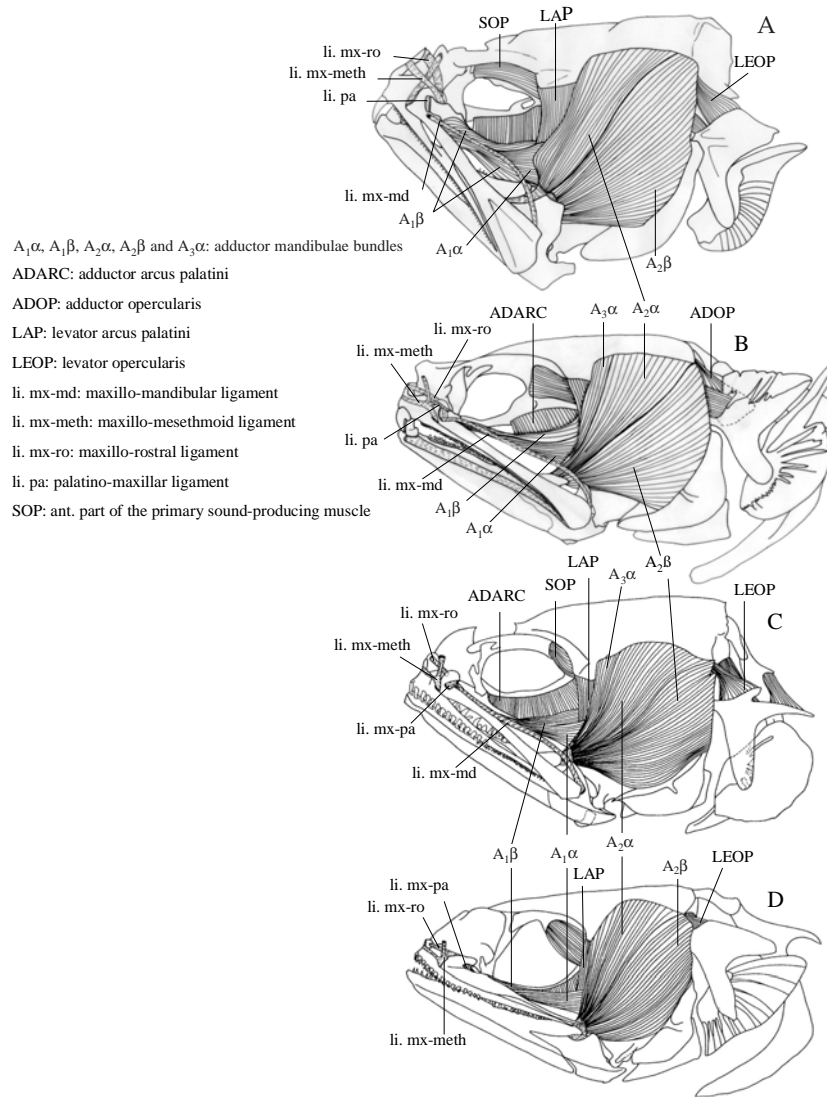 SOP LAP A
li. mx-ro
li. mx-meth
LEOP
li. pa
li. mx-md
A₁β
A₁α
A₁α, A₁β, A₂α, A₂β and A₃α: adductor mandibulae bundles
A₂β
ADARC: adductor arcus palatini
ADOP: adductor opercularis
LAP: levator arcus palatini
LEOP: levator opercularis
li. mx-md: maxillo-mandibular ligament
li. mx-meth: maxillo-mesethmoid ligament
li. mx-ro: maxillo-rostral ligament
li. pa: palatino-maxillar ligament
SOP: ant. part of the primary sound-producing muscle
ADARC A₃α A₂α ADOP
li. mx-ro
B
li. mx-meth
li. pa
li. mx-md
A₁β
A₁α
LAP A₃α A₂ß
SOP LEOP
ADARC
li. mx-ro C
li. mx-meth
li. mx-pa
li. mx-md
A₁β A₁α A₂α
LAP A₂β LEOP
li. mx-pa
li. mx-ro D
li. mx-meth